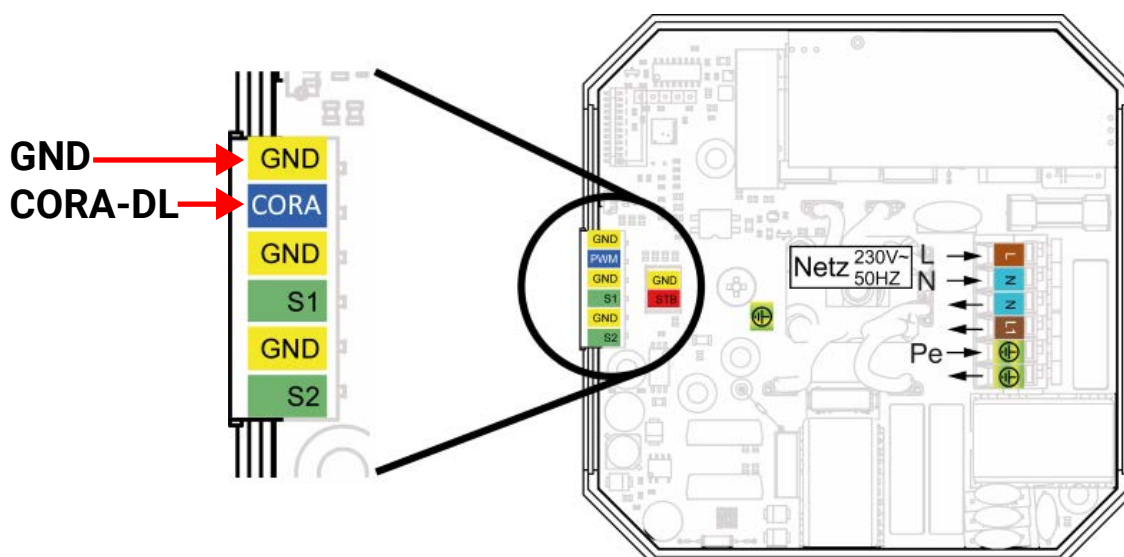 GND
CORA-DL
GND
CORA
GND
S1
GND
S2
GND
PWM
GND
S1
GND
S2
GND
STB
Netz 230V~
50HZ
L
N
Pe
L
N
N
L1